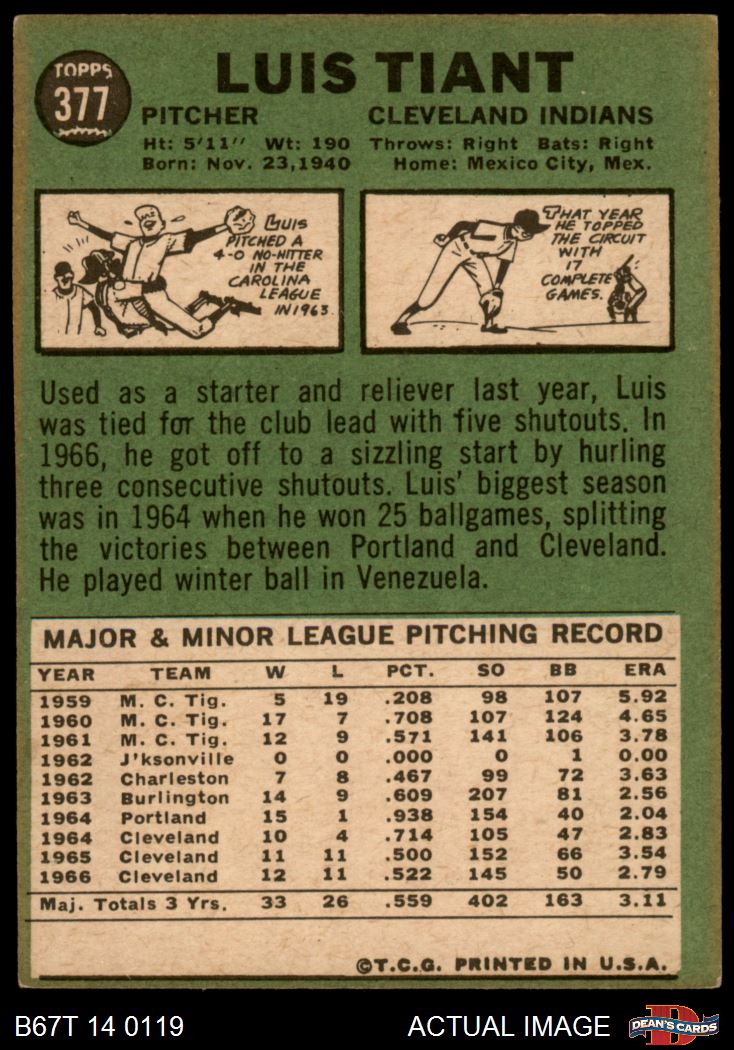 TOPPS
377
LUIS TIANT
PITCHER CLEVELAND INDIANS
Ht: 5'11" Wt: 190 Throws: Right Bats: Right
Born: Nov. 23, 1940 Home: Mexico City, Mex.
LUIS
PITCHED A
4-0 NO-HITTER
IN THE
CAROLINA
LEAGUE
IN 1963.
THAT YEAR
HE TOPPED
THE CIRCUIT
WITH
17
COMPLETE
GAMES.
Used as a starter and reliever last year, Luis
was tied for the club lead with five shutouts. In
1966, he got off to a sizzling start by hurling
three consecutive shutouts. Luis' biggest season
was in 1964 when he won 25 ballgames, splitting
the victories between Portland and Cleveland.
He played winter ball in Venezuela.
MAJOR & MINOR LEAGUE PITCHING RECORD
YEAR TEAM W L PCT. SO BB ERA
1959 M. C. Tig. 5 19 .208 98 107 5.92
1960 M. C. Tig. 17 7 .708 107 124 4.65
1961 M. C. Tig. 12 9 .571 141 106 3.78
1962 J'ksonville 0 0 .000 0 1 0.00
1962 Charleston 7 8 .467 99 72 3.63
1963 Burlington 14 9 .609 207 81 2.56
1964 Portland 15 1 .938 154 40 2.04
1964 Cleveland 10 4 .714 105 47 2.83
1965 Cleveland 11 11 .500 152 66 3.54
1966 Cleveland 12 11 .522 145 50 2.79
Maj. Totals 3 Yrs. 33 26 .559 402 163 3.11
©T.C.G. PRINTED IN U.S.A.
B67T 14 0119 ACTUAL IMAGE D DEAN'S CARDS